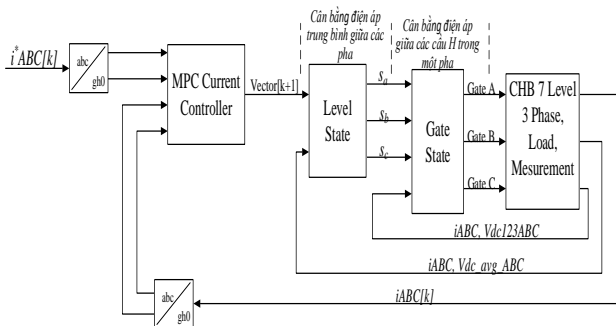 Cân bằng điện áp
trung bình giữa các
pha
Cân bằng điện áp
giữa các cầu H trong
một pha
i*ABC[k]
abc
gh0
MPC Current
Controller
Vector[k+1]
Level
State
Sa
Sb
Sc
Gate
State
Gate A
Gate B
Gate C
CHB 7 Level
3 Phase,
Load,
Mesurement
iABC, Vdc123ABC
iABC, Vdc_avg_ABC
iABC[k]
abc
gh0